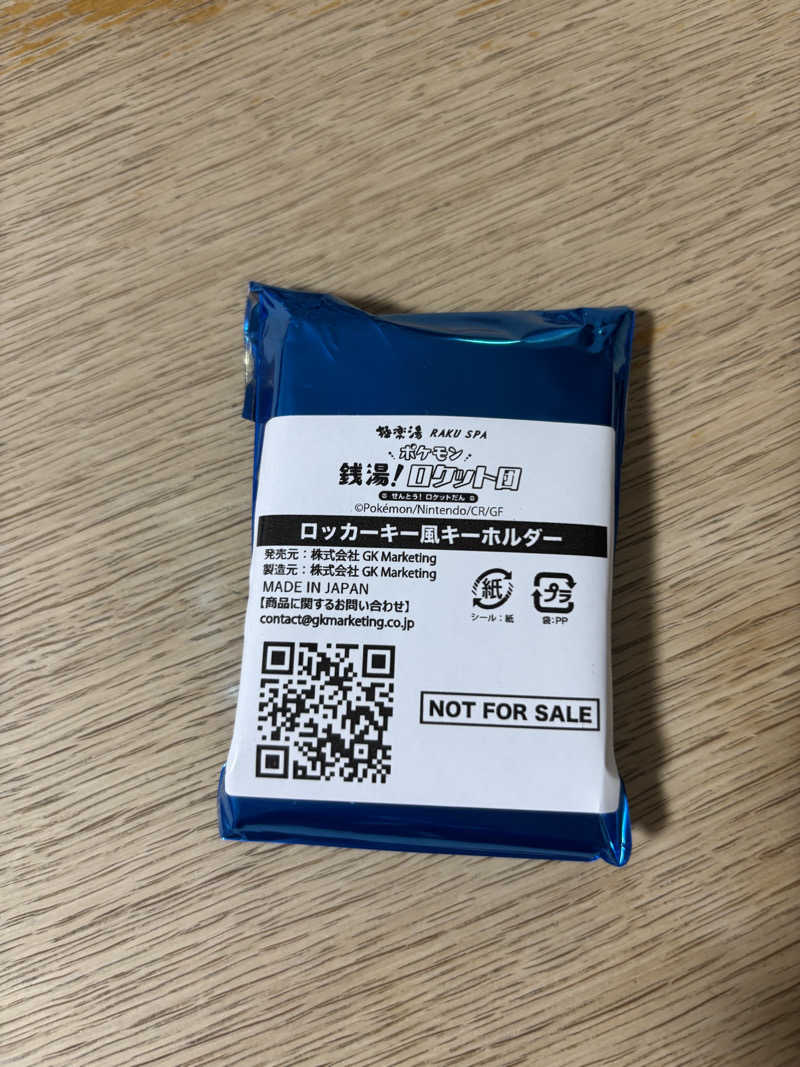 極楽湯 RAKU SPA
ポケモン
銭湯!ロケット団
せんとう! ロケットだん
©Pokémon/Nintendo/CR/GF
ロッカーキー風キーホルダー
発売元:株式会社 GK Marketing
製造元:株式会社 GK Marketing
MADE IN JAPAN
【商品に関するお問い合わせ】
contact@gkmarketing.co.jp
紙
シール:紙
プラ
袋:PP
NOT FOR SALE